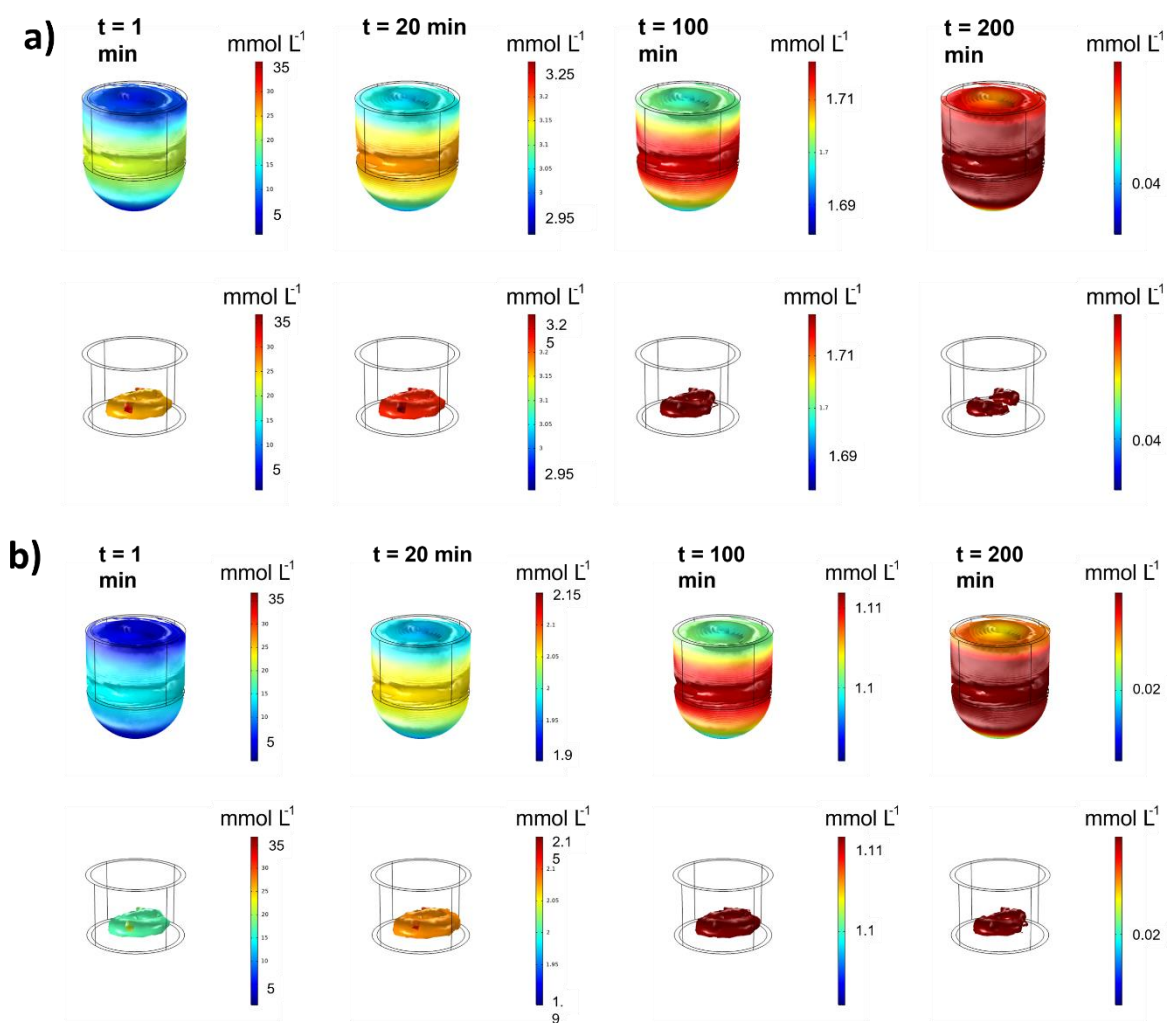 a)
t = 1
min
mmol L-1
35
30
25
20
15
10
5
t = 20 min
mmol L-1
3.25
3.2
3.15
3.1
3.05
3
2.95
t = 100
min
mmol L-1
1.71
1.7
1.69
t = 200
min
mmol L-1
0.04
mmol L-1
35
30
25
20
15
10
5
mmol L-1
3.2
5
3.2
3.15
3.1
3.05
3
2.95
mmol L-1
1.71
1.7
1.69
mmol L-1
0.04
b)
t = 1
min
mmol L-1
35
30
25
20
15
10
5
t = 20 min
mmol L-1
2.15
2.1
2.05
2
1.95
1.9
t = 100
min
mmol L-1
1.11
1.1
t = 200
min
mmol L-1
0.02
mmol L-1
35
30
25
20
15
10
5
mmol L-1
2.1
5
2.1
2.05
2
1.95
1.
9
mmol L-1
1.11
1.1
mmol L-1
0.02